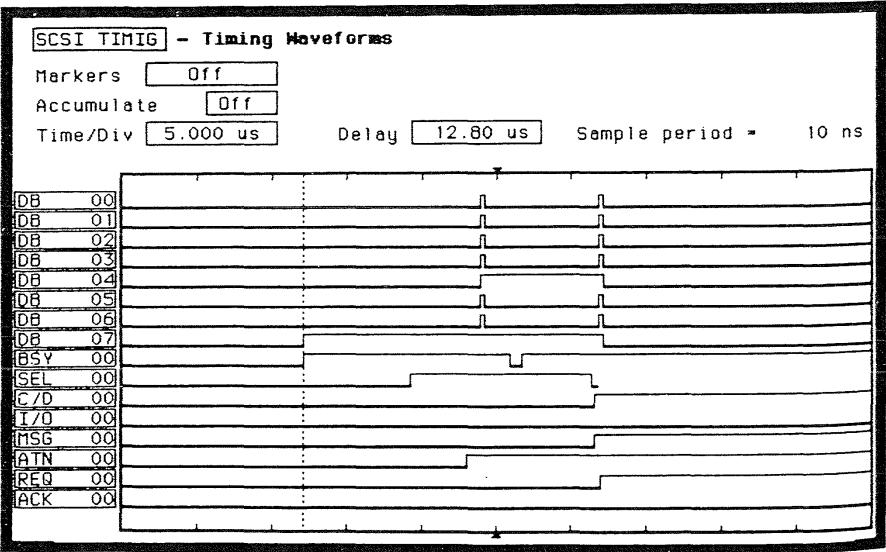 SCSI TIMIG - Timing Waveforms
Markers Off
Accumulate Off
Time/Div 5.000 us Delay 12.80 us Sample period = 10 ns
DB 00
DB 01
DB 02
DB 03
DB 04
DB 05
DB 06
DB 07
BSY 00
SEL 00
C/D 00
I/O 00
MSG 00
ATN 00
REQ 00
ACK 00